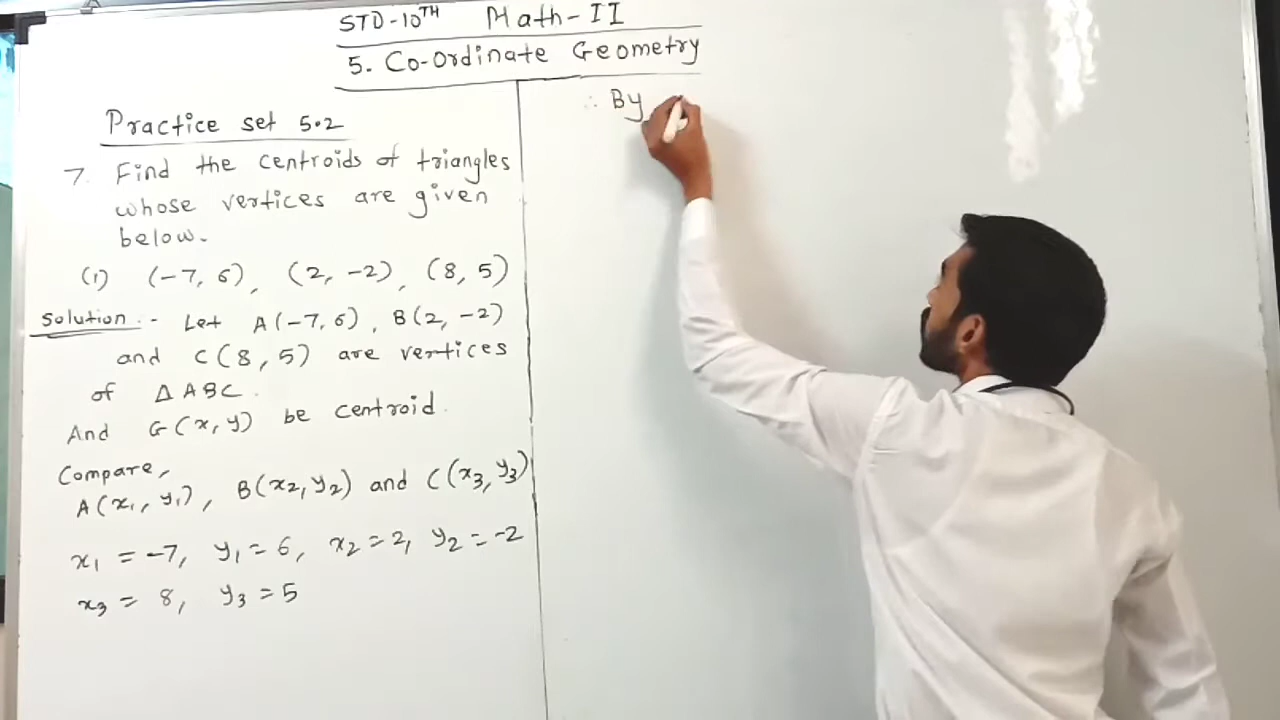 STD-10TH Math-II
5. Co-Ordinate Geometry
Practice set 5.2
7. Find the centroids of triangles
whose vertices are given
below.
(1) (-7, 6), (2, -2), (8, 5)
Solution :- Let A(-7, 6), B(2, -2)
and C(8, 5) are vertices
of Δ ABC.
And G(x, y) be centroid.
Compare,
A(x₁, y₁), B(x₂, y₂) and C(x₃, y₃)
x₁ = -7, y₁ = 6, x₂ = 2, y₂ = -2
x₃ = 8, y₃ = 5
∴ By